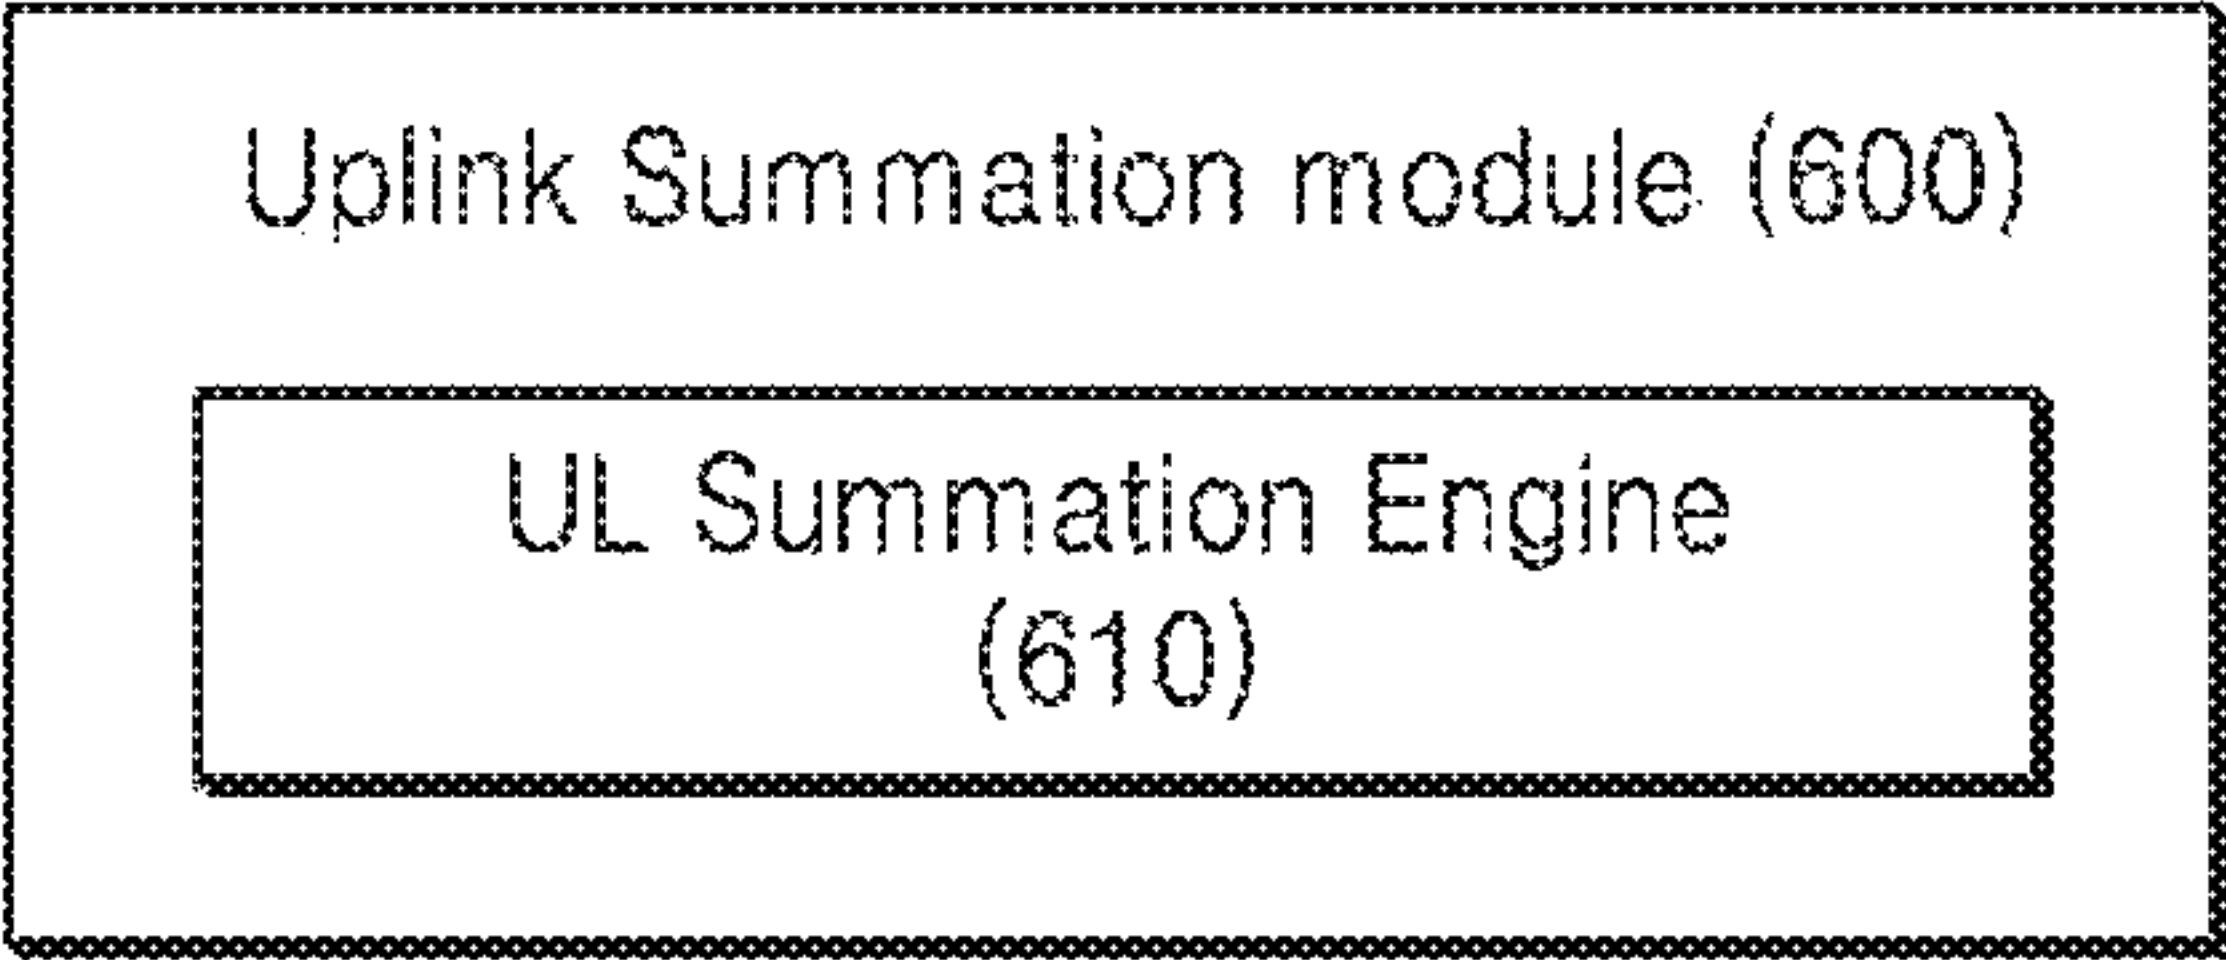 Uplink Summation module (600)
UL Summation Engine
(610)